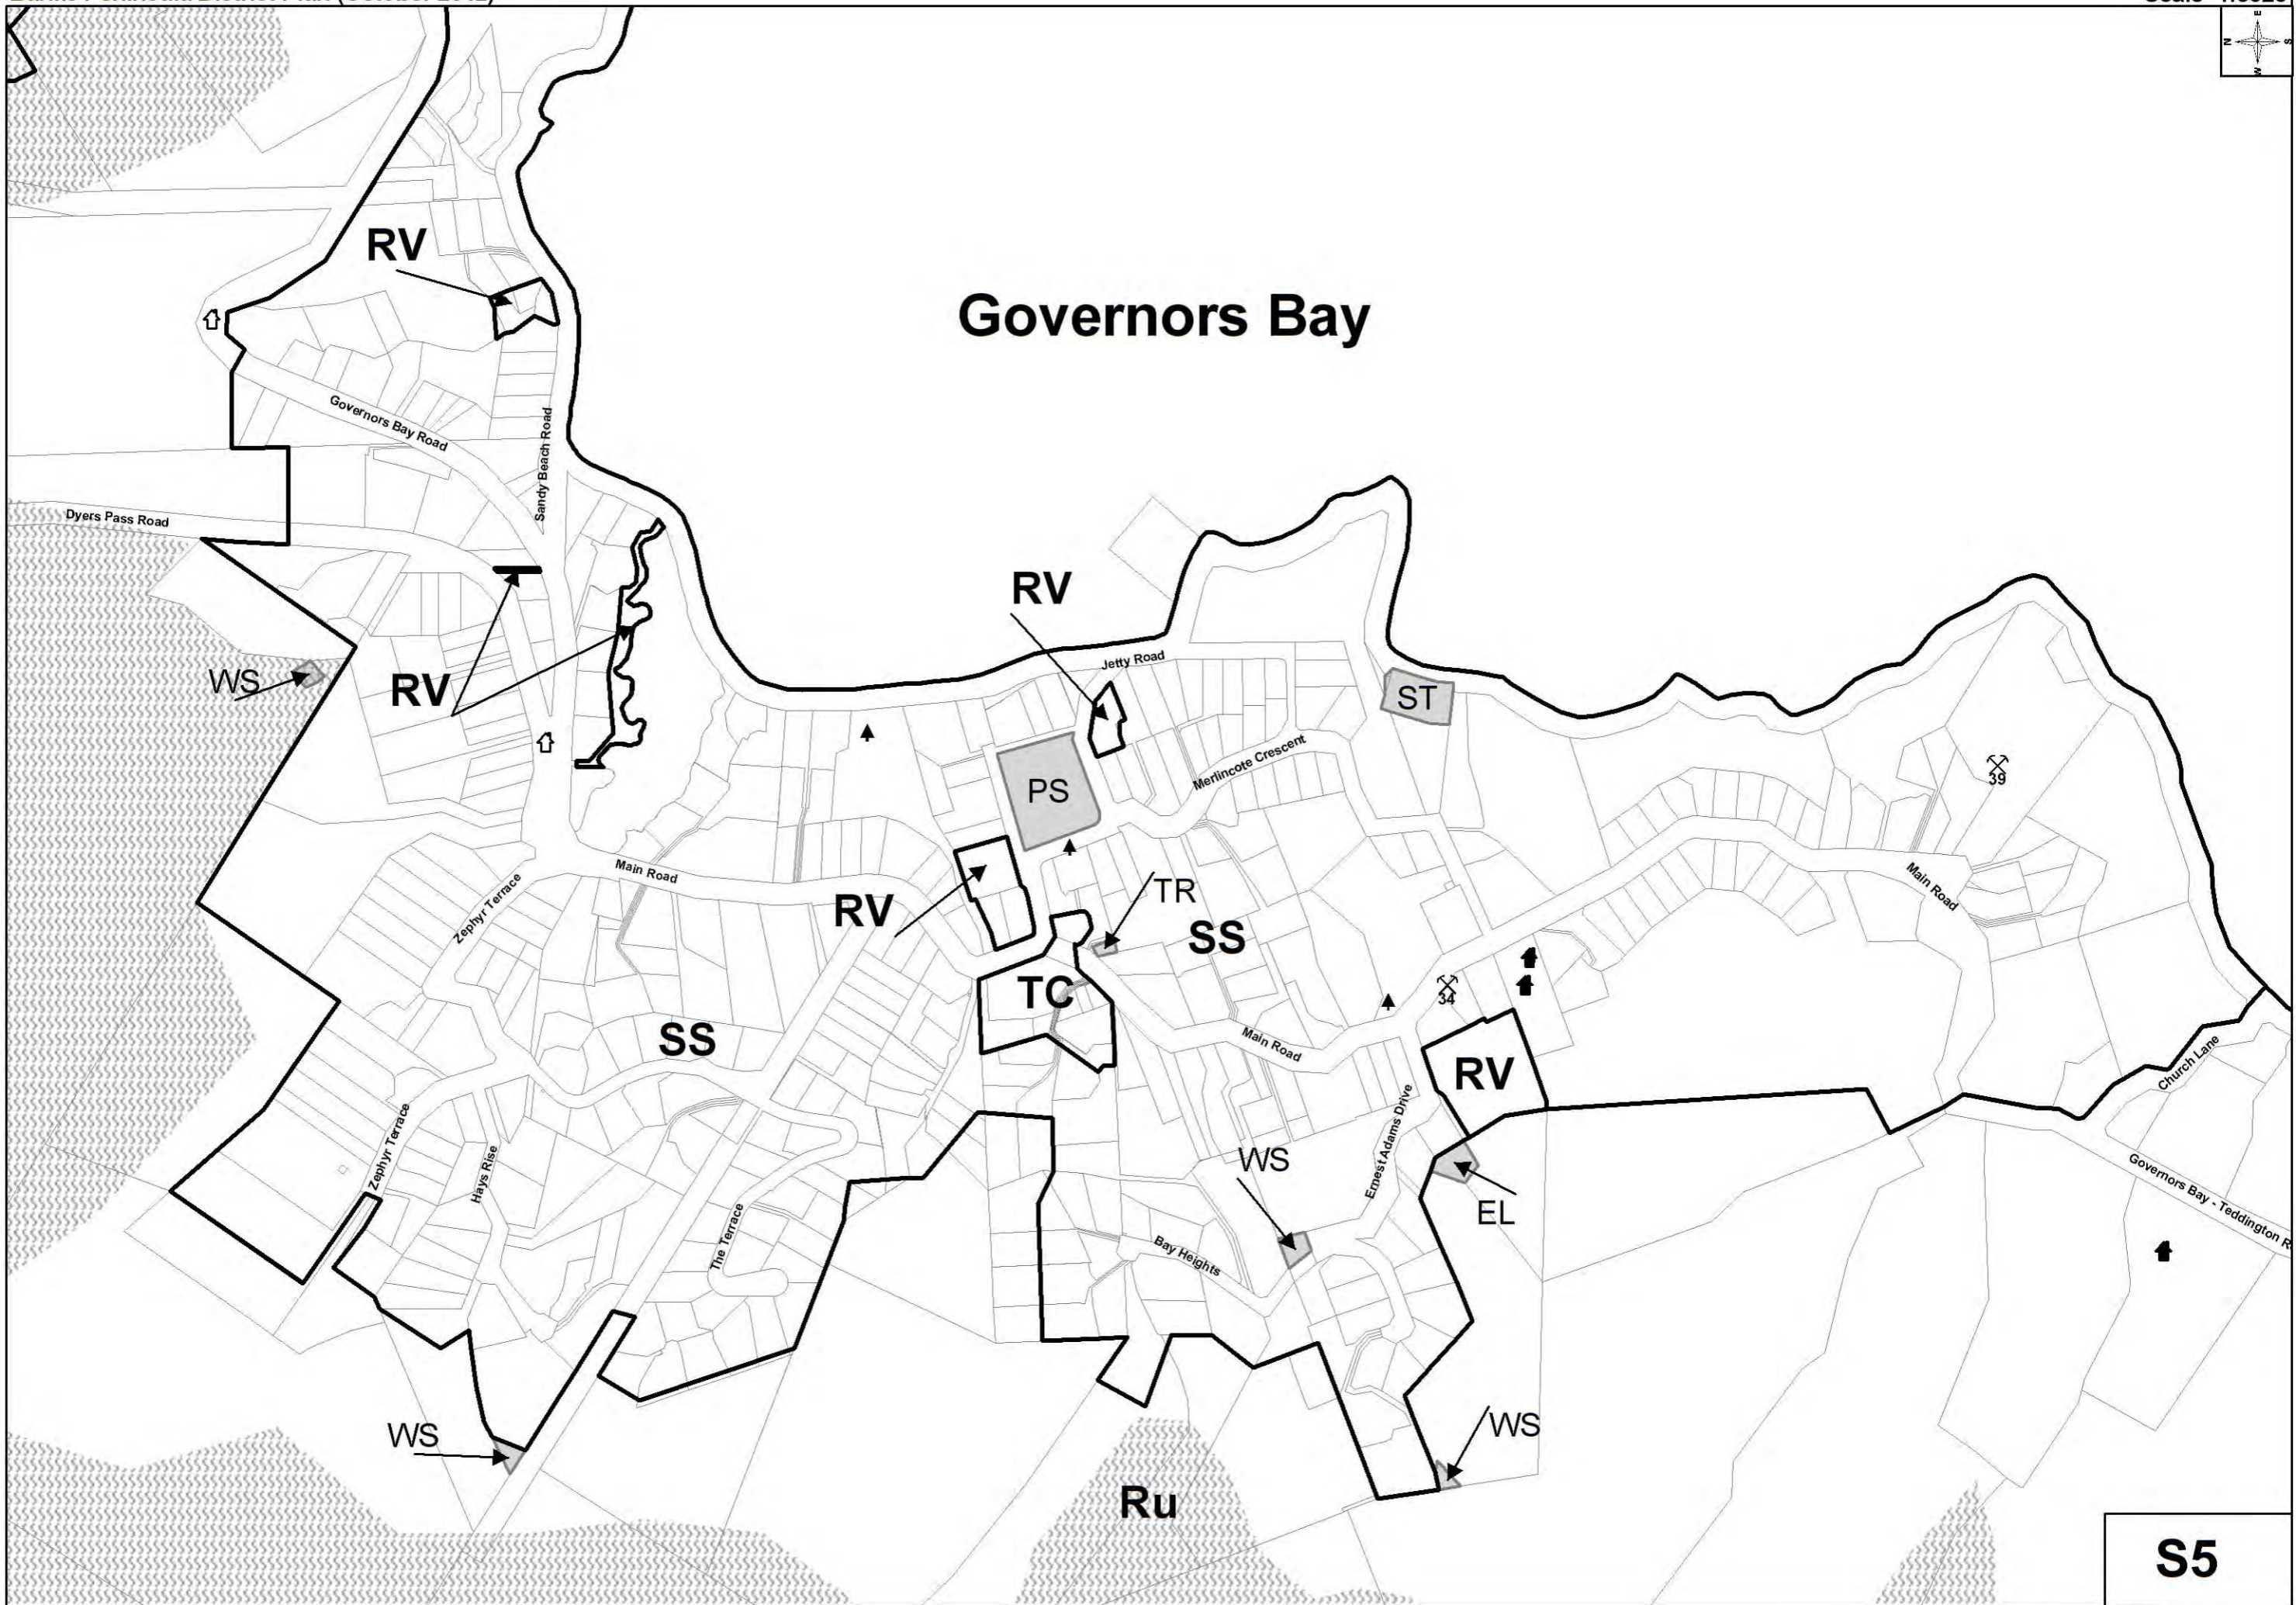 E
N S
W
RV
Governors Bay
Governors Bay Road
Sandy Beach Road
Dyers Pass Road
RV
Jetty Road
WS
RV
ST
Merlincote Crescent
PS
39
Main Road
Zephyr Terrace
RV
TR
SS
Main Road
TC
34
SS
Main Road
RV
Church Lane
Zephyr Terrace
Hays Rise
Ernest Adams Drive
WS
EL
Governors Bay - Teddington R
The Terrace
Bay Heights
WS
WS
Ru
S5